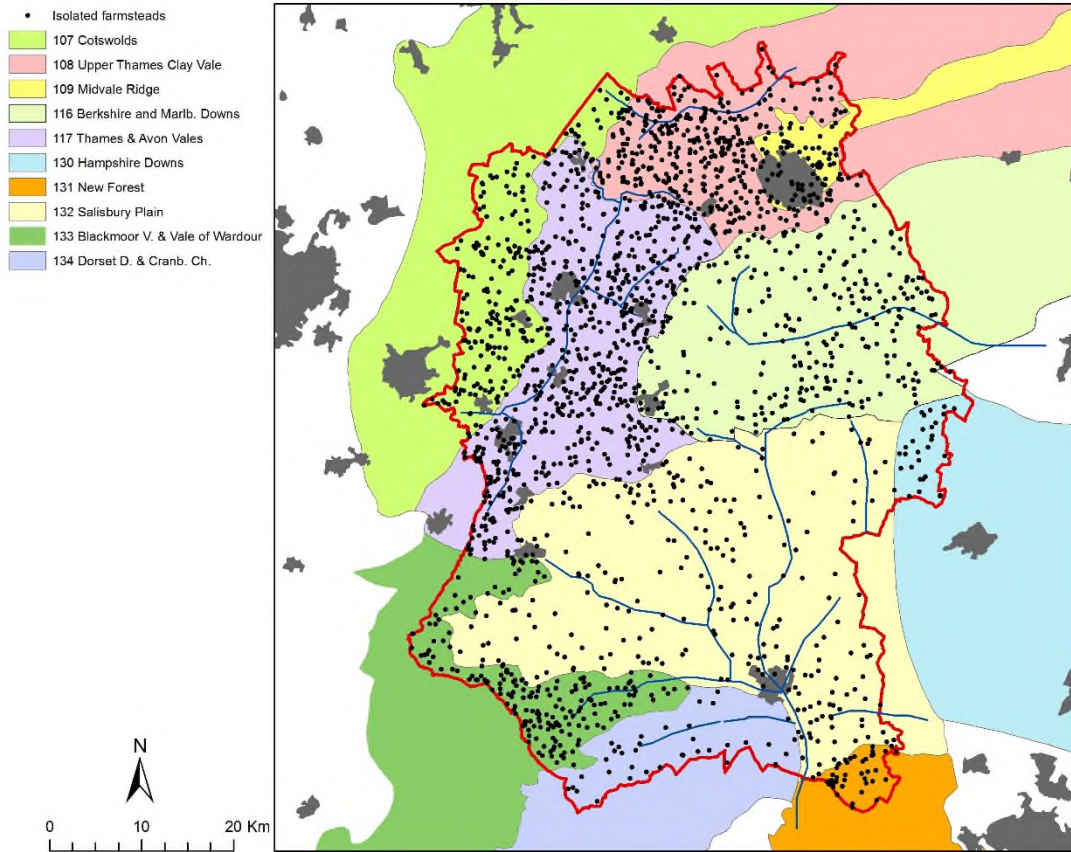 Isolated farmsteads
107 Cotswolds
108 Upper Thames Clay Vale
109 Midvale Ridge
116 Berkshire and Marlb. Downs
117 Thames & Avon Vales
130 Hampshire Downs
131 New Forest
132 Salisbury Plain
133 Blackmoor V. & Vale of Wardour
134 Dorset D. & Cranb. Ch.
N
0 10 20 Km